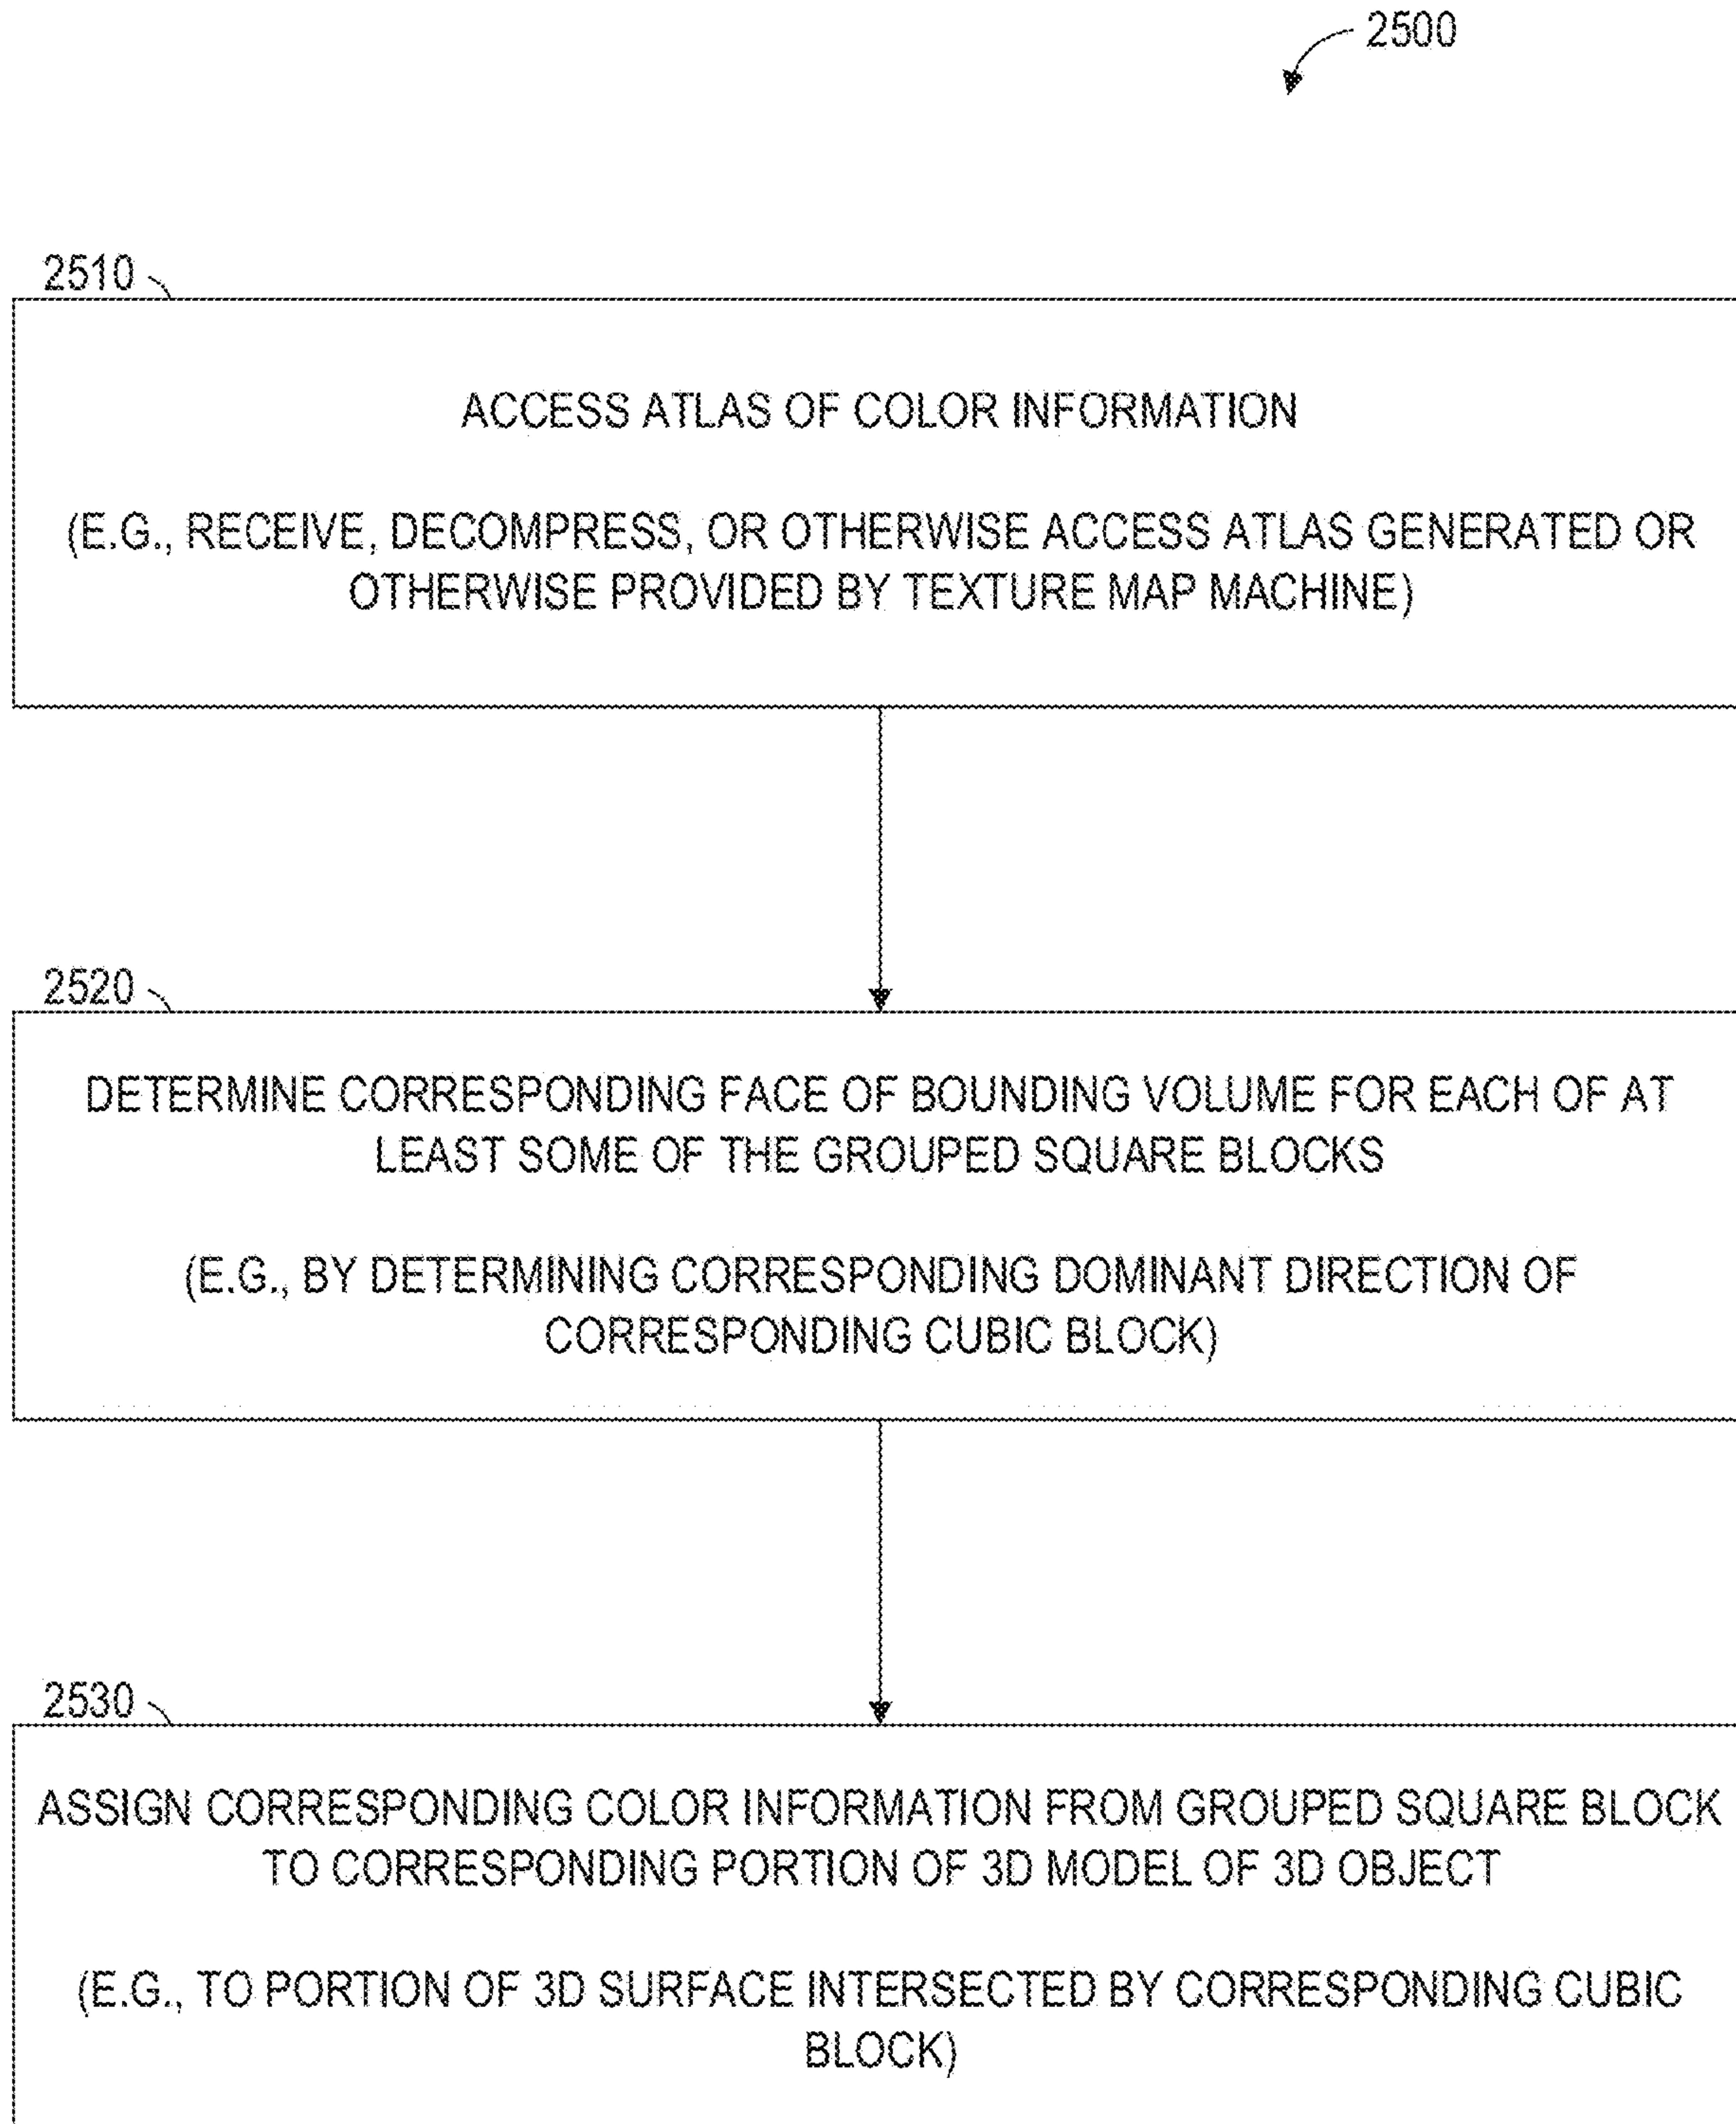 2500
2510
ACCESS ATLAS OF COLOR INFORMATION
(E.G., RECEIVE, DECOMPRESS, OR OTHERWISE ACCESS ATLAS GENERATED OR
OTHERWISE PROVIDED BY TEXTURE MAP MACHINE)
2520
DETERMINE CORRESPONDING FACE OF BOUNDING VOLUME FOR EACH OF AT
LEAST SOME OF THE GROUPED SQUARE BLOCKS
(E.G., BY DETERMINING CORRESPONDING DOMINANT DIRECTION OF
CORRESPONDING CUBIC BLOCK)
2530
ASSIGN CORRESPONDING COLOR INFORMATION FROM GROUPED SQUARE BLOCK
TO CORRESPONDING PORTION OF 3D MODEL OF 3D OBJECT
(E.G., TO PORTION OF 3D SURFACE INTERSECTED BY CORRESPONDING CUBIC
BLOCK)